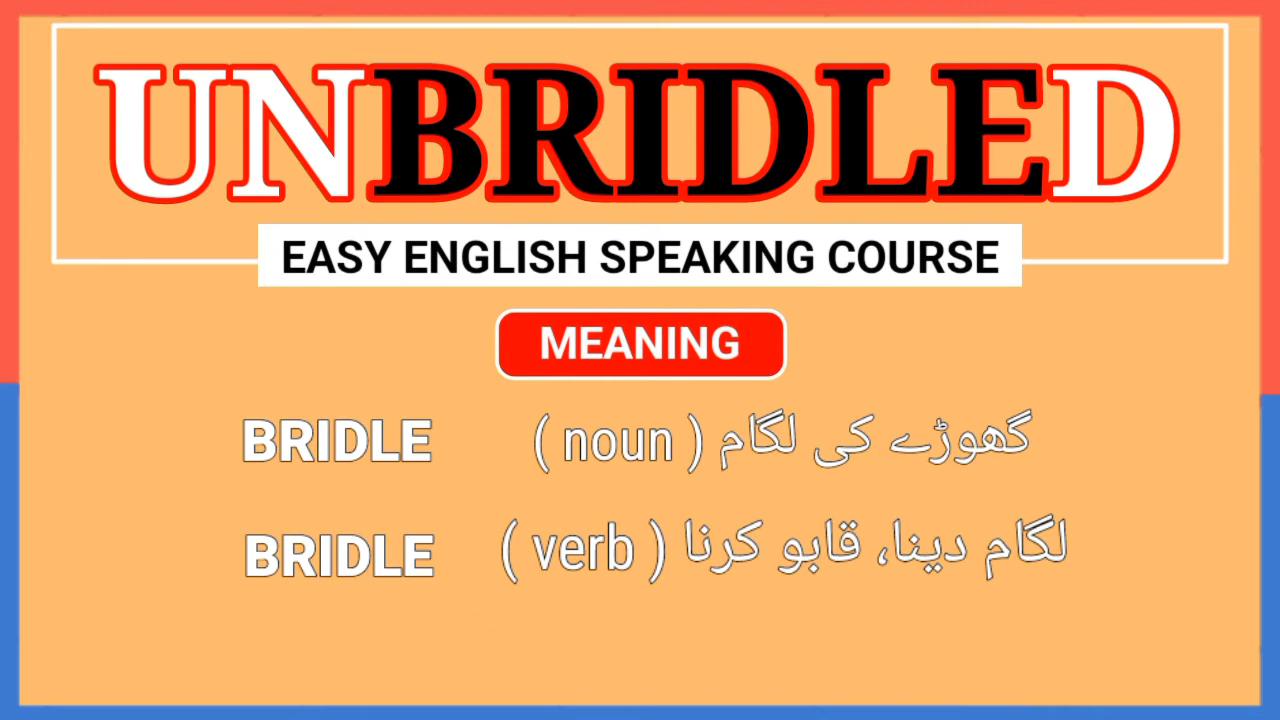 UNBRIDLED
EASY ENGLISH SPEAKING COURSE
MEANING
BRIDLE ( noun ) گھوڑے کی لگام
BRIDLE ( verb ) لگام دینا، قابو کرنا